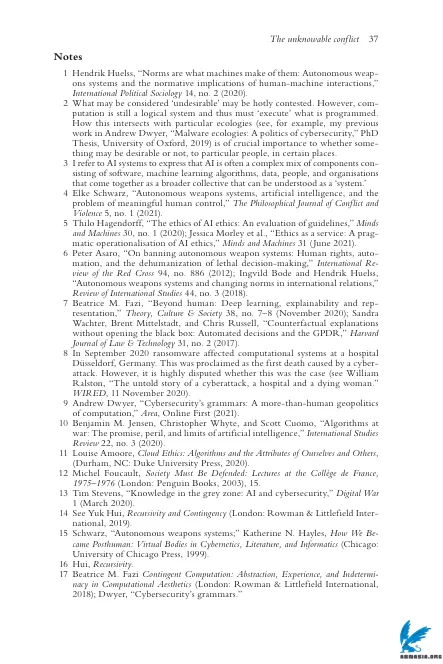 The unknowable conflict 37
Notes
1 Hendrik Huelss, “Norms are what machines make of them: Autonomous weap-
ons systems and the normative implications of human-machine interactions,”
International Political Sociology 14, no. 2 (2020).
2 What may be considered ‘undesirable’ may be hotly contested. However, com-
putation is still a logical system and thus must ‘execute’ what is programmed.
How this intersects with particular ecologies (see, for example, my previous
work in Andrew Dwyer, “Malware ecologies: A politics of cybersecurity,” PhD
Thesis, University of Oxford, 2019) is of crucial importance to whether some-
thing may be desirable or not, to particular people, in certain places.
3 I refer to AI systems to express that AI is often a complex mix of components con-
sisting of software, machine learning algorithms, data, people, and organisations
that come together as a broader collective that can be understood as a ‘system.’
4 Elke Schwarz, “Autonomous weapons systems, artificial intelligence, and the
problem of meaningful human control,” The Philosophical Journal of Conflict and
Violence 5, no. 1 (2021).
5 Thilo Hagendorff, “The ethics of AI ethics: An evaluation of guidelines,” Minds
and Machines 30, no. 1 (2020); Jessica Morley et al., “Ethics as a service: A prag-
matic operationalisation of AI ethics,” Minds and Machines 31 (June 2021).
6 Peter Asaro, “On banning autonomous weapon systems: Human rights, auto-
mation, and the dehumanization of lethal decision-making,” International Re-
view of the Red Cross 94, no. 886 (2012); Ingvild Bode and Hendrik Huelss,
“Autonomous weapons systems and changing norms in international relations,”
Review of International Studies 44, no. 3 (2018).
7 Beatrice M. Fazi, “Beyond human: Deep learning, explainability and rep-
resentation,” Theory, Culture & Society 38, no. 7–8 (November 2020); Sandra
Wachter, Brent Mittelstadt, and Chris Russell, “Counterfactual explanations
without opening the black box: Automated decisions and the GPDR,” Harvard
Journal of Law & Technology 31, no. 2 (2017).
8 In September 2020 ransomware affected computational systems at a hospital
Düsseldorf, Germany. This was proclaimed as the first death caused by a cyber-
attack. However, it is highly disputed whether this was the case (see William
Ralston, “The untold story of a cyberattack, a hospital and a dying woman.”
WIRED, 11 November 2020).
9 Andrew Dwyer, “Cybersecurity’s grammars: A more-than-human geopolitics
of computation,” Area, Online First (2021).
10 Benjamin M. Jensen, Christopher Whyte, and Scott Cuomo, “Algorithms at
war: The promise, peril, and limits of artificial intelligence,” International Studies
Review 22, no. 3 (2020).
11 Louise Amoore, Cloud Ethics: Algorithms and the Attributes of Ourselves and Others,
(Durham, NC: Duke University Press, 2020).
12 Michel Foucault, Society Must Be Defended: Lectures at the Collège de France,
1975–1976 (London: Penguin Books, 2003), 15.
13 Tim Stevens, “Knowledge in the grey zone: AI and cybersecurity,” Digital War
1 (March 2020).
14 See Yuk Hui, Recursivity and Contingency (London: Rowman & Littlefield Inter-
national, 2019).
15 Schwarz, “Autonomous weapons systems;” Katherine N. Hayles, How We Be-
came Posthuman: Virtual Bodies in Cybernetics, Literature, and Informatics (Chicago:
University of Chicago Press, 1999).
16 Hui, Recursivity.
17 Beatrice M. Fazi Contingent Computation: Abstraction, Experience, and Indetermi-
nacy in Computational Aesthetics (London: Rowman & Littlefield International,
2018); Dwyer, “Cybersecurity’s grammars.”